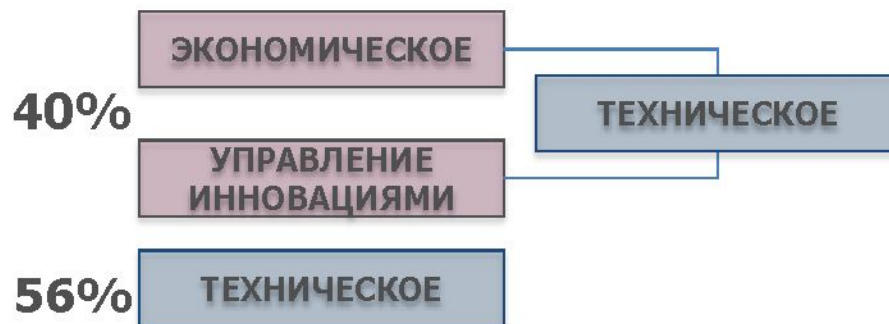 ЭКОНОМИЧЕСКОЕ
40%
ТЕХНИЧЕСКОЕ
УПРАВЛЕНИЕ
ИННОВАЦИЯМИ
56%
ТЕХНИЧЕСКОЕ